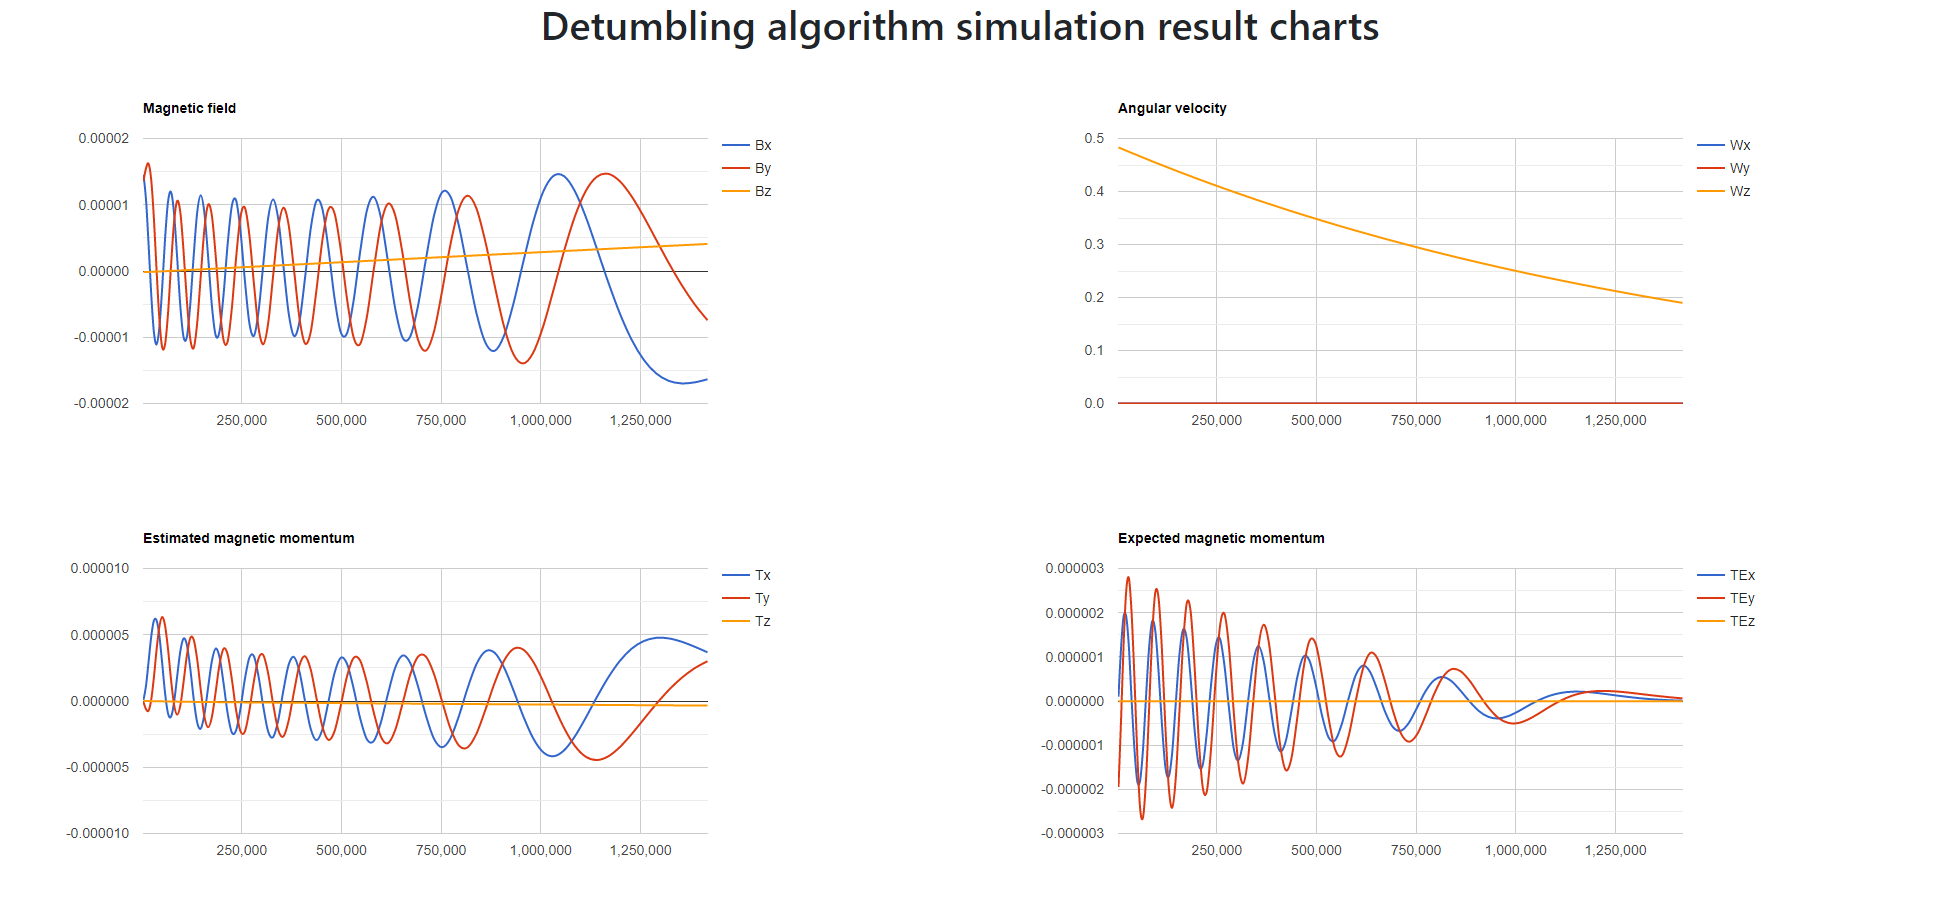 Detumbling algorithm simulation result charts
Magnetic field
0.00002
0.00001
0.00000
-0.00001
-0.00002
250,000 500,000 750,000 1,000,000 1,250,000
Bx
By
Bz
Angular velocity
0.5
0.4
0.3
0.2
0.1
0.0
250,000 500,000 750,000 1,000,000 1,250,000
Wx
Wy
Wz
Estimated magnetic momentum
0.000010
0.000005
0.000000
-0.000005
-0.000010
250,000 500,000 750,000 1,000,000 1,250,000
Tx
Ty
Tz
Expected magnetic momentum
0.000003
0.000002
0.000001
0.000000
-0.000001
-0.000002
-0.000003
250,000 500,000 750,000 1,000,000 1,250,000
TEx
TEy
TEz